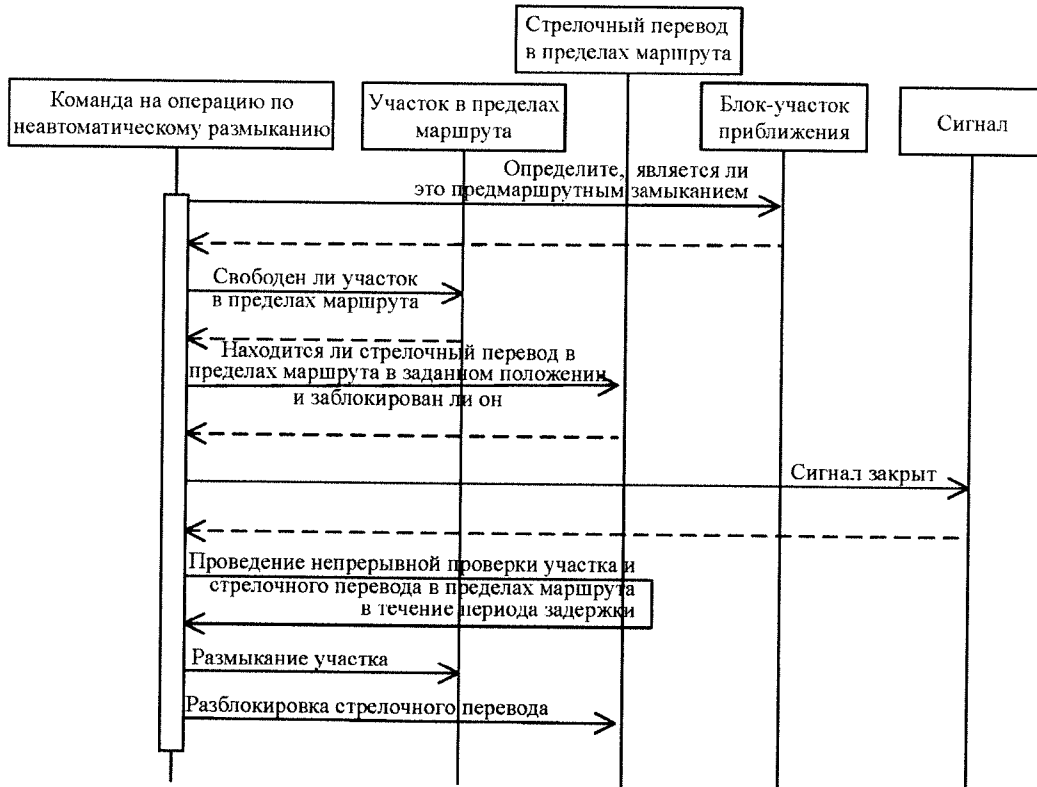 Стрелочный перевод
в пределах маршрута
Команда на операцию по
неавтоматическому размыканию
Участок в пределах
маршрута
Блок-участок
приближения
Сигнал
Определите, является ли
это предмаршрутным замыканием
Свободен ли участок
в пределах маршрута
Находится ли стрелочный перевод в
пределах маршрута в заданном положении
и заблокирован ли он
Сигнал закрыт
Проведение непрерывной проверки участка и
стрелочного перевода в пределах маршрута
в течение периода задержки
Размыкание участка
Разблокировка стрелочного перевода